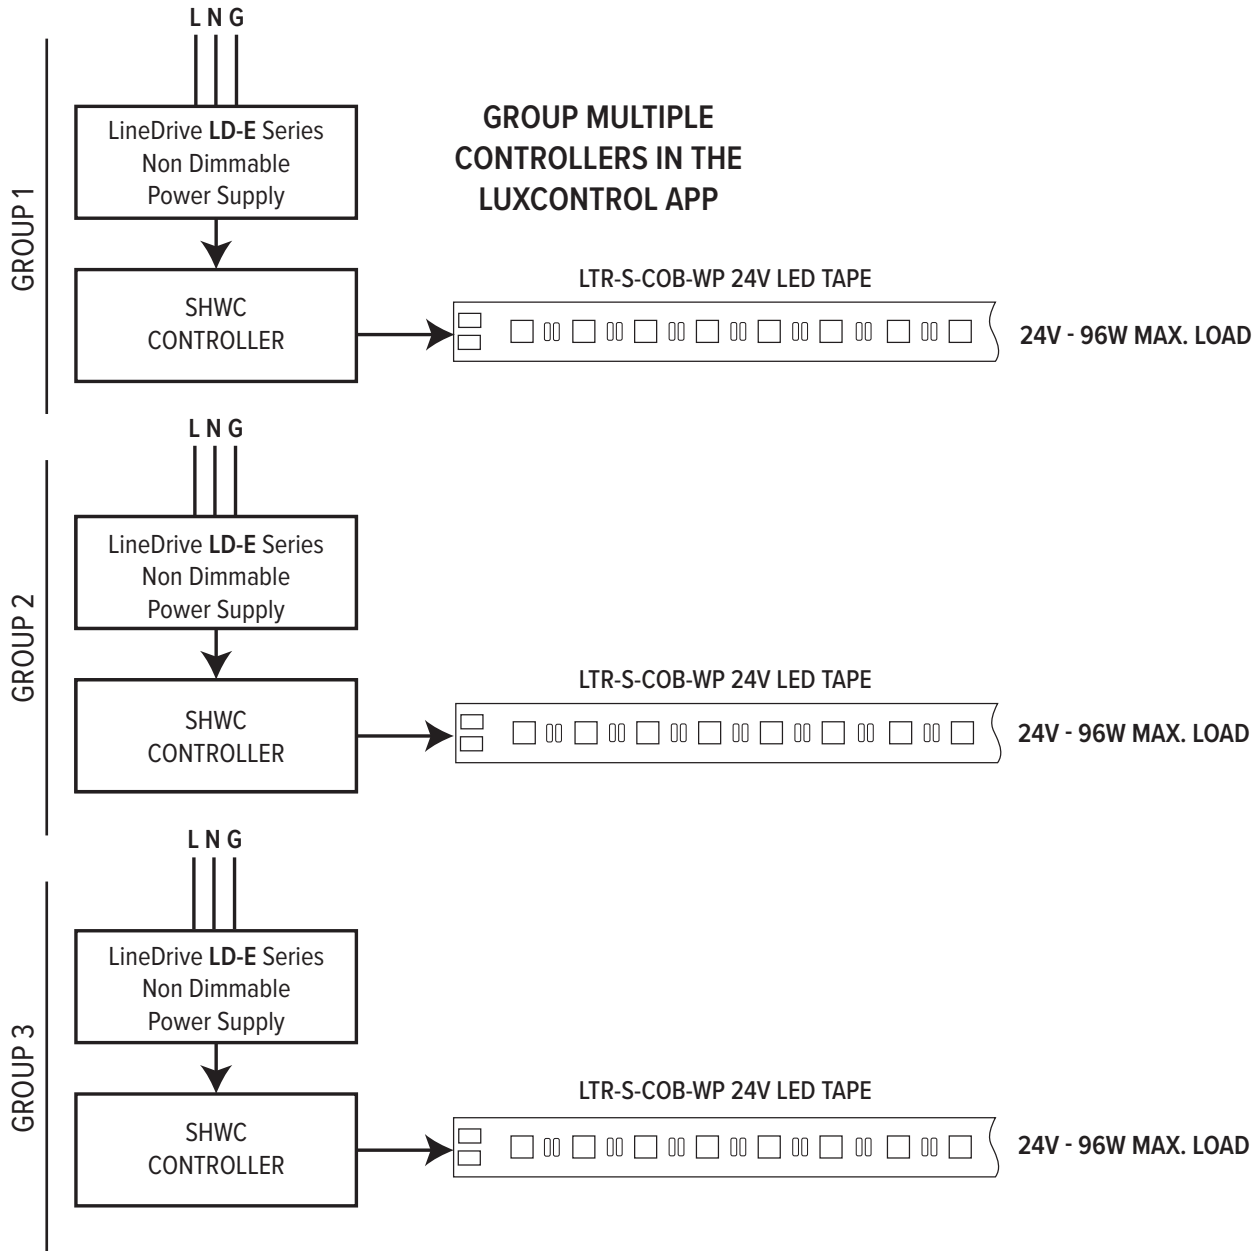 L N G
LineDrive LD-E Series
Non Dimmable
Power Supply
GROUP MULTIPLE
CONTROLLERS IN THE
LUXCONTROL APP
GROUP 1
SHWC
CONTROLLER
LTR-S-COB-WP 24V LED TAPE
24V - 96W MAX. LOAD
L N G
LineDrive LD-E Series
Non Dimmable
Power Supply
GROUP 2
SHWC
CONTROLLER
LTR-S-COB-WP 24V LED TAPE
24V - 96W MAX. LOAD
L N G
LineDrive LD-E Series
Non Dimmable
Power Supply
GROUP 3
SHWC
CONTROLLER
LTR-S-COB-WP 24V LED TAPE
24V - 96W MAX. LOAD